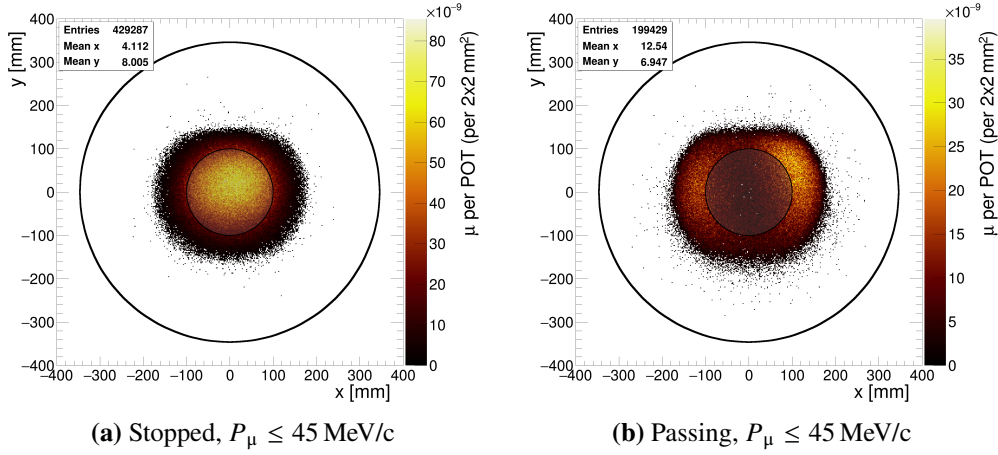 ×10⁻⁹
Entries 429287
Mean x 4.112
Mean y 8.005
y [mm]
400
300
200
100
0
−100
−200
−300
−400
−400 −300 −200 −100 0 100 200 300 400
x [mm]
80
70
60
50
40
30
20
10
0
μ per POT (per 2x2 mm²)
(a) Stopped, Pμ ≤ 45 MeV/c
×10⁻⁹
Entries 199429
Mean x 12.54
Mean y 6.947
y [mm]
400
300
200
100
0
−100
−200
−300
−400
−400 −300 −200 −100 0 100 200 300 400
x [mm]
35
30
25
20
15
10
5
0
μ per POT (per 2x2 mm²)
(b) Passing, Pμ ≤ 45 MeV/c